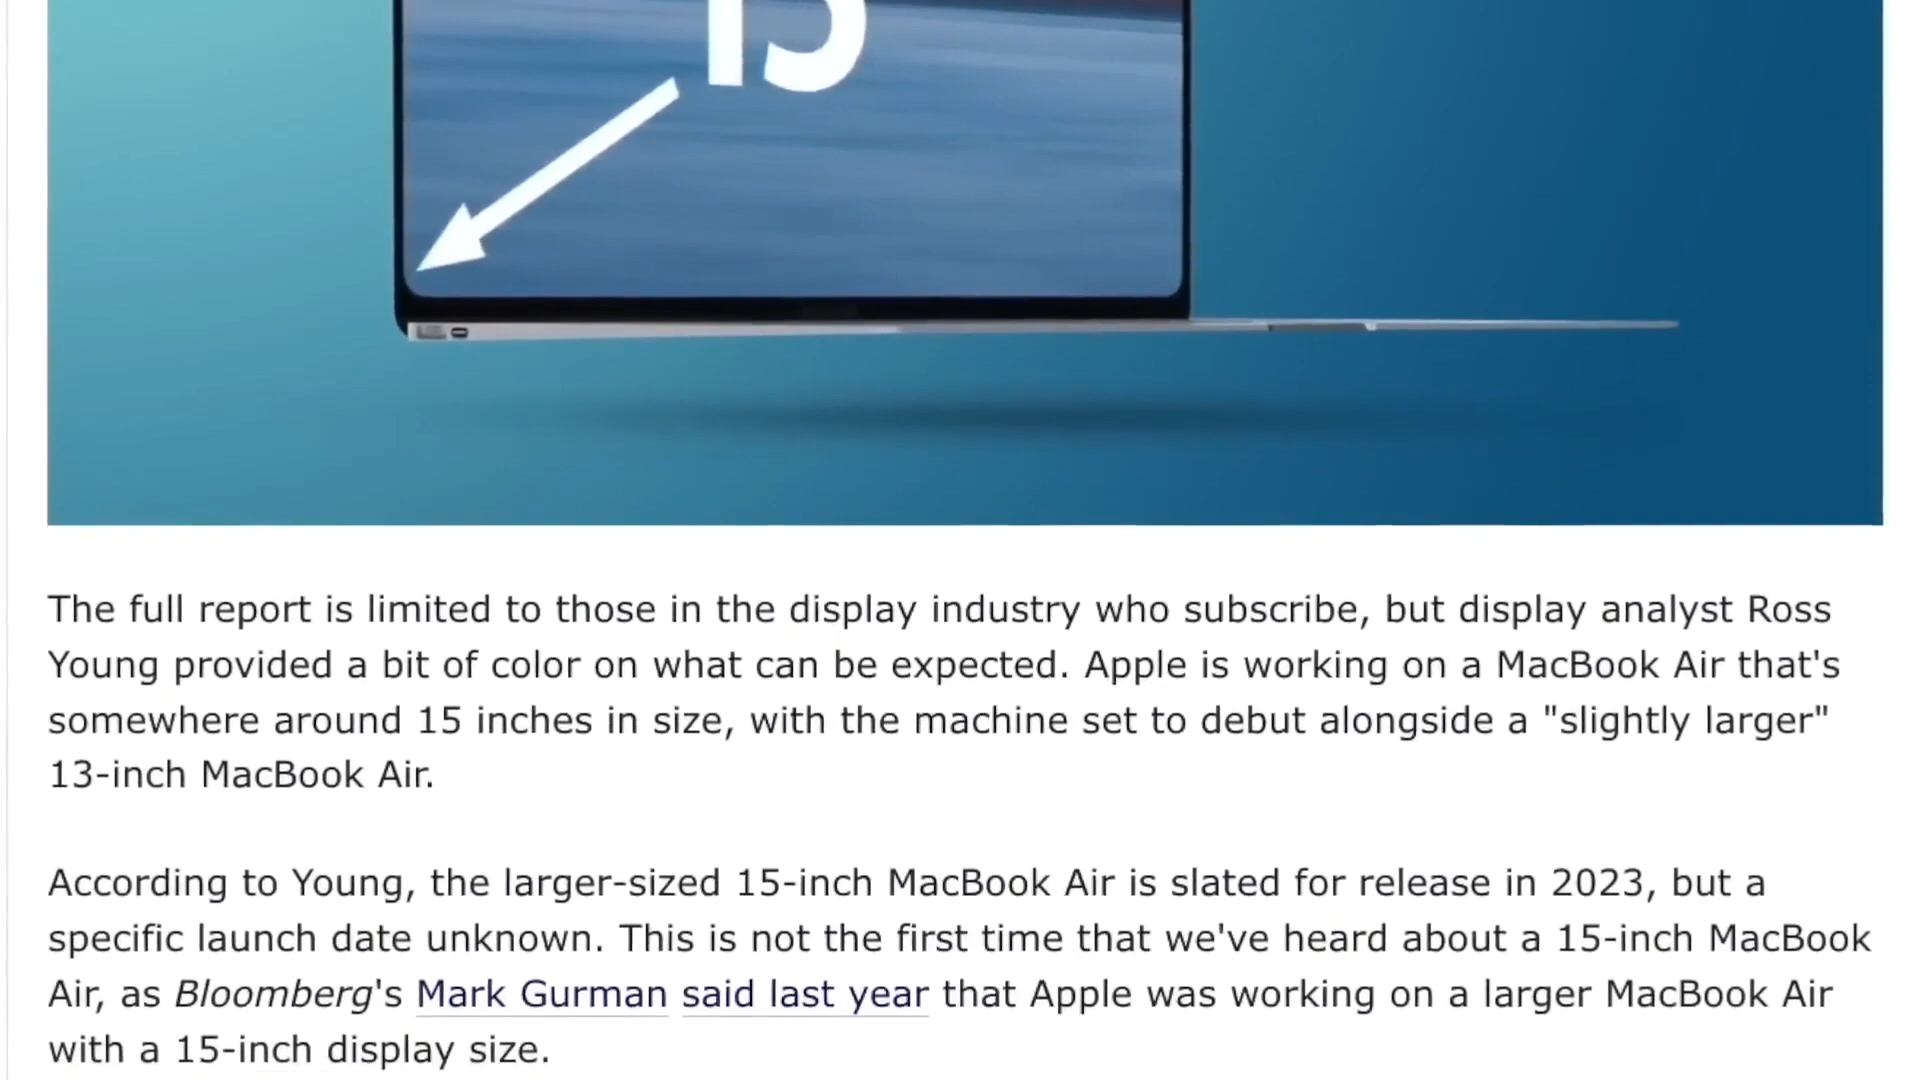 15
The full report is limited to those in the display industry who subscribe, but display analyst Ross
Young provided a bit of color on what can be expected. Apple is working on a MacBook Air that's
somewhere around 15 inches in size, with the machine set to debut alongside a "slightly larger"
13-inch MacBook Air.
According to Young, the larger-sized 15-inch MacBook Air is slated for release in 2023, but a
specific launch date unknown. This is not the first time that we've heard about a 15-inch MacBook
Air, as Bloomberg's Mark Gurman said last year that Apple was working on a larger MacBook Air
with a 15-inch display size.